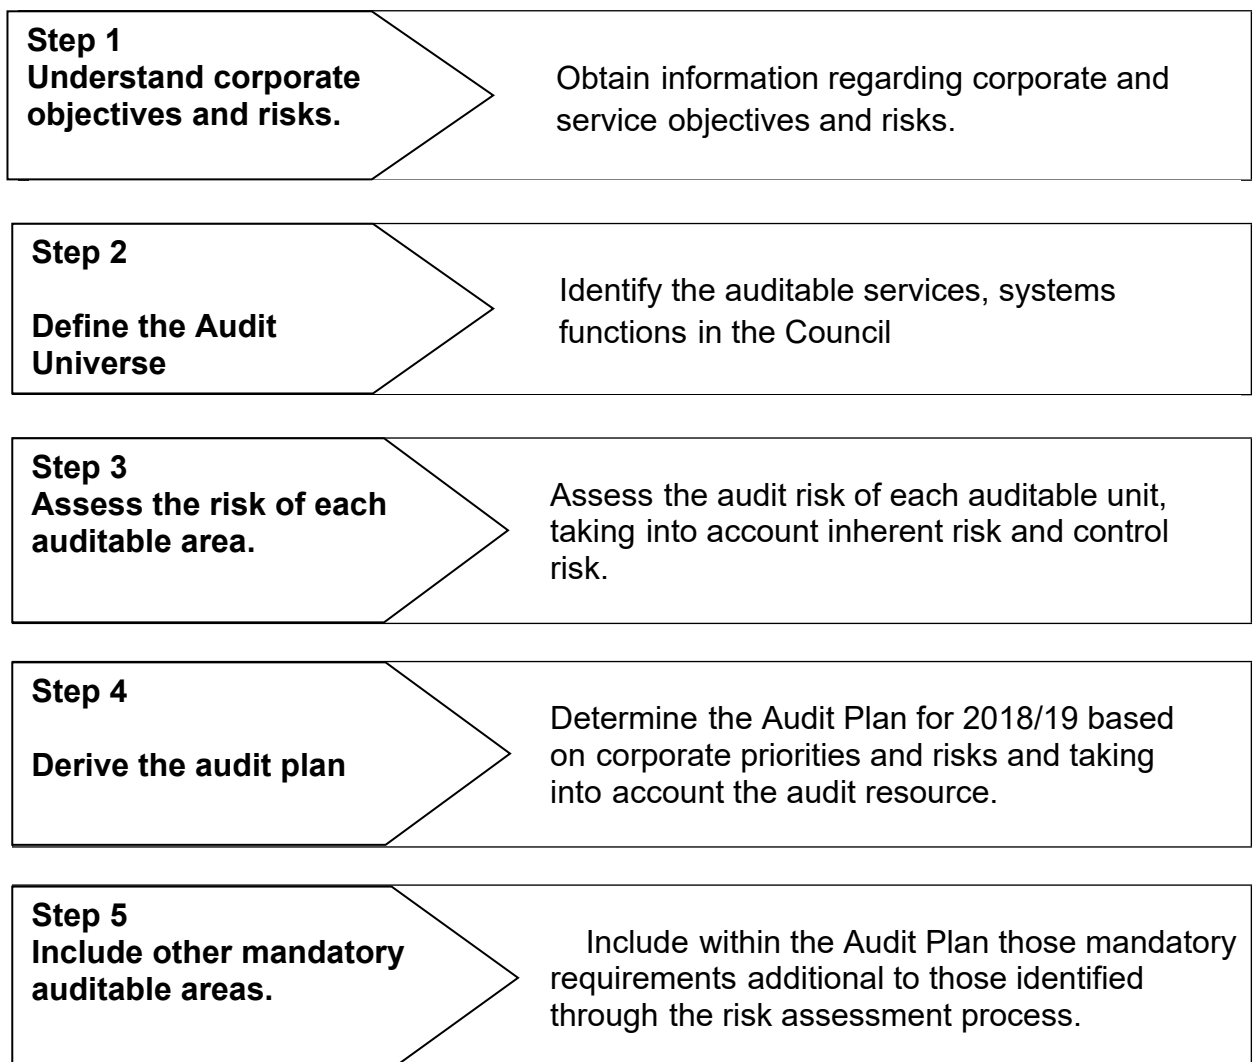 Step 1
Understand corporate
objectives and risks.
Obtain information regarding corporate and
service objectives and risks.
Step 2
Define the Audit
Universe
Identify the auditable services, systems
functions in the Council
Step 3
Assess the risk of each
auditable area.
Assess the audit risk of each auditable unit,
taking into account inherent risk and control
risk.
Step 4
Derive the audit plan
Determine the Audit Plan for 2018/19 based
on corporate priorities and risks and taking
into account the audit resource.
Step 5
Include other mandatory
auditable areas.
Include within the Audit Plan those mandatory
requirements additional to those identified
through the risk assessment process.